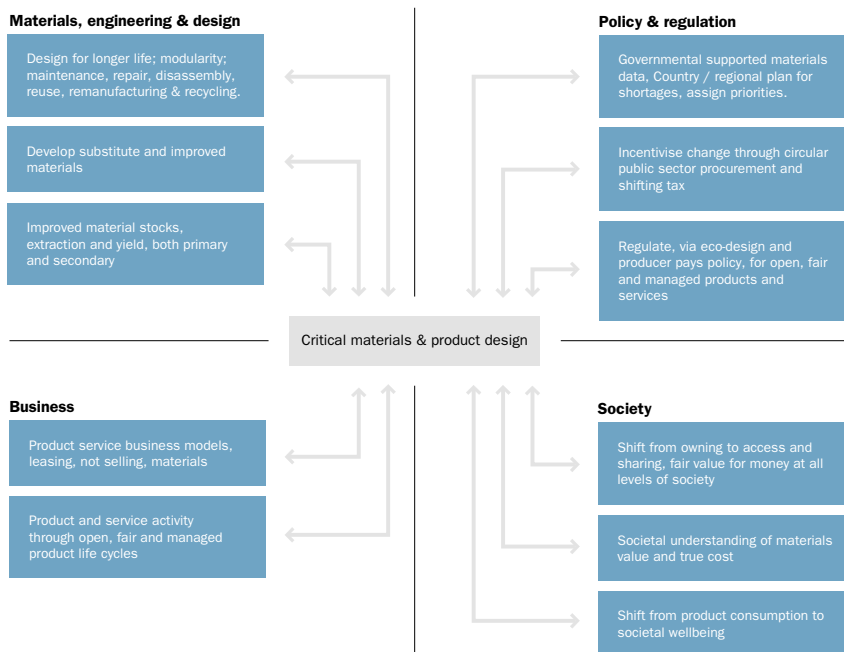 Materials, engineering & design
Design for longer life; modularity;
maintenance, repair, disassembly,
reuse, remanufacturing & recycling.
Develop substitute and improved
materials
Improved material stocks,
extraction and yield, both primary
and secondary
Policy & regulation
Governmental supported materials
data, Country / regional plan for
shortages, assign priorities.
Incentivise change through circular
public sector procurement and
shifting tax
Regulate, via eco-design and
producer pays policy, for open, fair
and managed products and
services
Critical materials & product design
Business
Product service business models,
leasing, not selling, materials
Product and service activity
through open, fair and managed
product life cycles
Society
Shift from owning to access and
sharing, fair value for money at all
levels of society
Societal understanding of materials
value and true cost
Shift from product consumption to
societal wellbeing